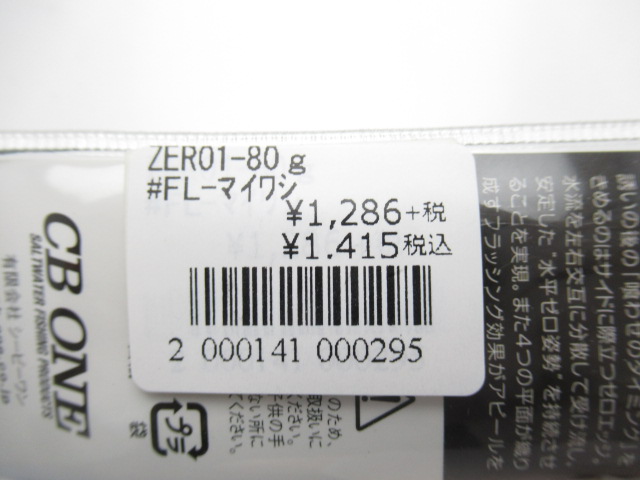 ZER01-80g
#FL-マイワシ
¥1,286+税
¥1.415税込
2 000141 000295
CB ONE
SALTWATER FISHING PRODUCTS
有限会社 シービーワン
プラ
袋
水流を左右交互に分散して受け流し、
安定した“水平ゼロ姿勢”を持続させ
ることを実現。また4つの平面が織り
成すフラッシング効果がアピールを